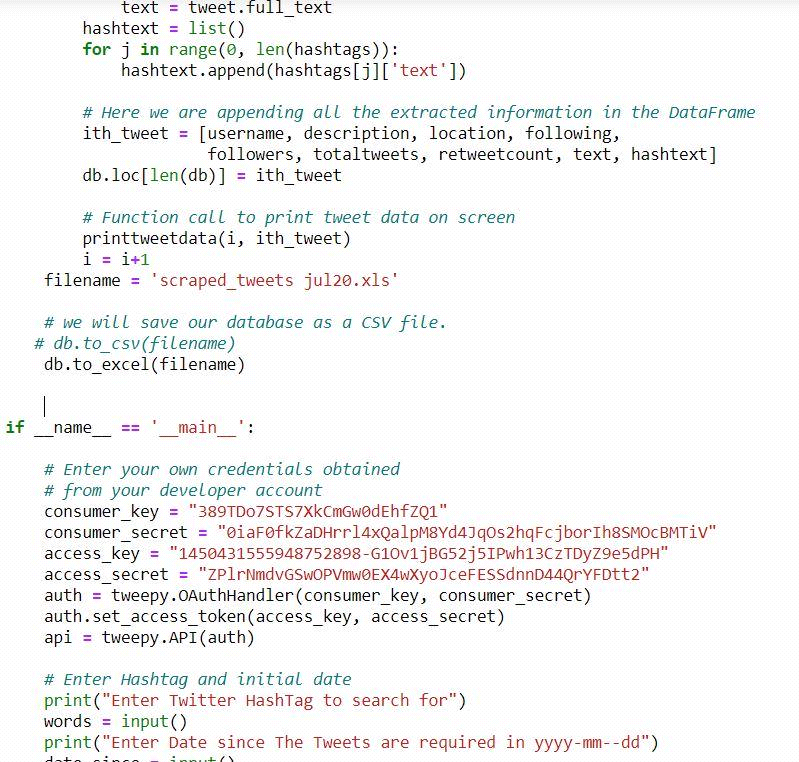 text = tweet.full_text
hashtext = list()
for j in range(0, len(hashtags)):
hashtext.append(hashtags[j]['text'])
# Here we are appending all the extracted information in the DataFrame
ith_tweet = [username, description, location, following,
followers, totaltweets, retweetcount, text, hashtext]
db.loc[len(db)] = ith_tweet
# Function call to print tweet data on screen
printtweetdata(i, ith_tweet)
i = i+1
filename = 'scraped_tweets jul20.xls'
# we will save our database as a CSV file.
# db.to_csv(filename)
db.to_excel(filename)
if __name__ == '__main__':
# Enter your own credentials obtained
# from your developer account
consumer_key = "389TDo7STS7XkCmGw0dEhfZQ1"
consumer_secret = "0iaF0fkZaDHrrl4xQalpM8Yd4JqOs2hqFcjborIh8SMOcBMTiV"
access_key = "1450431555948752898-G1Ov1jBG52j5IPwh13CzTDyZ9e5dPH"
access_secret = "ZPlrNmdvGSwOPVmw0EX4wXyoJceFESSdnnD44QrYFDtt2"
auth = tweepy.OAuthHandler(consumer_key, consumer_secret)
auth.set_access_token(access_key, access_secret)
api = tweepy.API(auth)
# Enter Hashtag and initial date
print("Enter Twitter HashTag to search for")
words = input()
print("Enter Date since The Tweets are required in yyyy-mm--dd")
date_since = input()